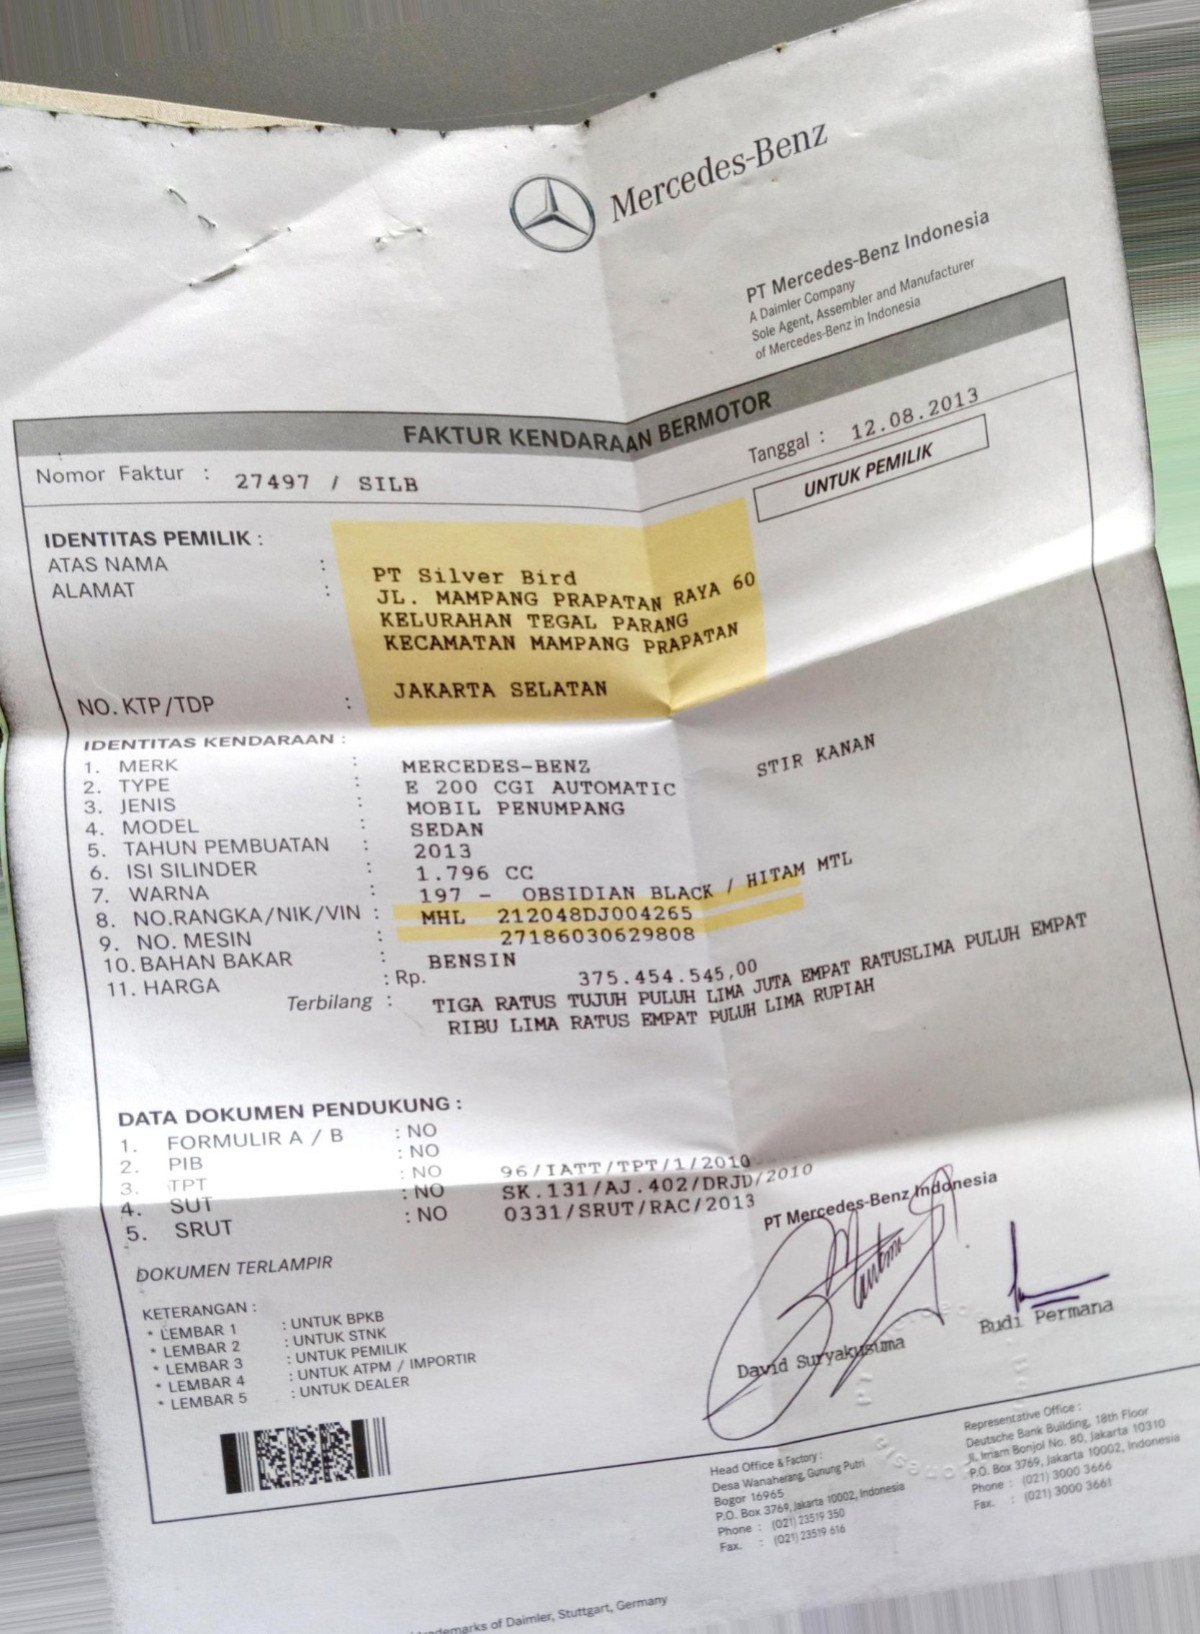 Mercedes-Benz
PT Mercedes-Benz Indonesia
A Daimler Company
Sole Agent, Assembler and Manufacturer
of Mercedes-Benz in Indonesia
FAKTUR KENDARAAN BERMOTOR
Nomor Faktur : 27497 / SILB
Tanggal : 12.08.2013
UNTUK PEMILIK
IDENTITAS PEMILIK :
ATAS NAMA : PT Silver Bird
ALAMAT : JL. MAMPANG PRAPATAN RAYA 60
KELURAHAN TEGAL PARANG
KECAMATAN MAMPANG PRAPATAN
JAKARTA SELATAN
NO. KTP/TDP :
IDENTITAS KENDARAAN :
1. MERK : MERCEDES-BENZ STIR KANAN
2. TYPE : E 200 CGI AUTOMATIC
3. JENIS : MOBIL PENUMPANG
4. MODEL : SEDAN
5. TAHUN PEMBUATAN : 2013
6. ISI SILINDER : 1.796 CC
7. WARNA : 197 - OBSIDIAN BLACK / HITAM MTL
8. NO.RANGKA/NIK/VIN : MHL 212048DJ004265
9. NO. MESIN : 27186030629808
10. BAHAN BAKAR : BENSIN
11. HARGA : Rp. 375.454.545,00
Terbilang : TIGA RATUS TUJUH PULUH LIMA JUTA EMPAT RATUSLIMA PULUH EMPAT
RIBU LIMA RATUS EMPAT PULUH LIMA RUPIAH
DATA DOKUMEN PENDUKUNG :
1. FORMULIR A / B : NO
2. PIB : NO
3. TPT : NO 96/IATT/TPT/1/2010
4. SUT : NO SK.131/AJ.402/DRJD/2010
5. SRUT : NO 0331/SRUT/RAC/2013
PT Mercedes-Benz Indonesia
DOKUMEN TERLAMPIR
KETERANGAN :
* LEMBAR 1 : UNTUK BPKB
* LEMBAR 2 : UNTUK STNK
* LEMBAR 3 : UNTUK PEMILIK
* LEMBAR 4 : UNTUK ATPM / IMPORTIR
* LEMBAR 5 : UNTUK DEALER
David Suryakusuma
Budi Permana
Head Office & Factory :
Desa Wanaherang, Gunung Putri
Bogor 16965
P.O. Box 3769, Jakarta 10002, Indonesia
Phone : (021) 23519 350
Fax. : (021) 23519 616
Representative Office :
Deutsche Bank Building, 18th Floor
Jl. Imam Bonjol No. 80, Jakarta 10310
P.O. Box 3769, Jakarta 10002, Indonesia
Phone : (021) 3000 3666
Fax. : (021) 3000 3661
of Daimler, Stuttgart, Germany